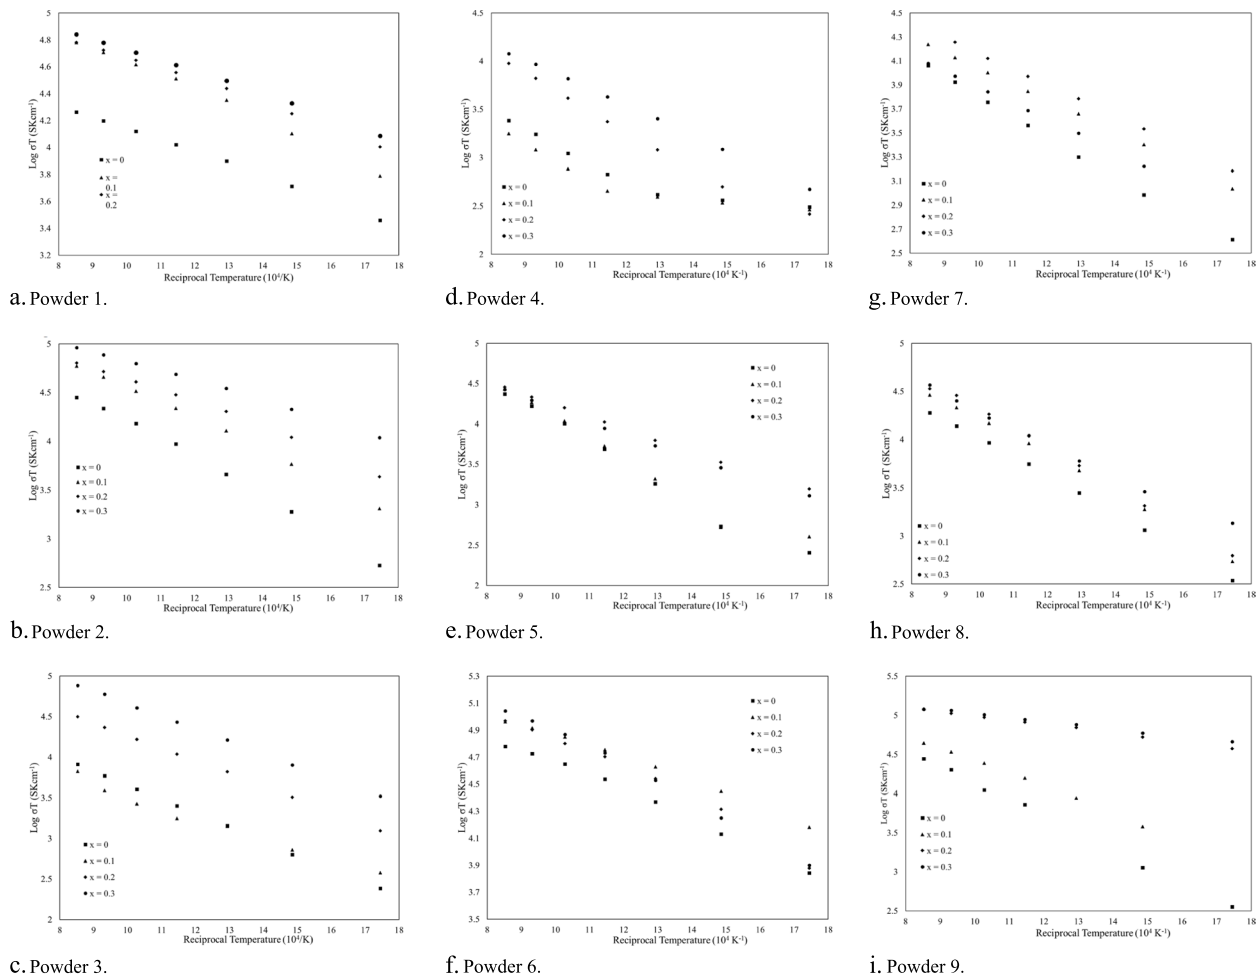 5
4.8
4.6
4.4
4.2
4
3.8
3.6
3.4
3.2
Log σT (SKcm⁻¹)
x = 0
x =
0.1
x =
0.2
8 9 10 11 13 14 15 17 18
Reciprocal Temperature (10⁴/K)
a. Powder 1.
4.5
4
3.5
3
2.5
2
Log σT (SKcm⁻¹)
x = 0
x = 0.1
x = 0.2
x = 0.3
8 9 10 11 13 14 15 17 18
Reciprocal Temperature (10⁴ K⁻¹)
d. Powder 4.
4.5
4.3
4.1
3.9
3.7
3.5
3.3
3.1
2.9
2.7
2.5
Log σT (SKcm⁻¹)
x = 0
x = 0.1
x = 0.2
x = 0.3
8 9 10 11 13 14 15 17 18
Reciprocal Temperature (10⁴ K⁻¹)
g. Powder 7.
5
4.5
4
3.5
3
2.5
Log σT (SKcm⁻¹)
x = 0
x = 0.1
x = 0.2
x = 0.3
8 9 10 11 13 14 15 17 18
Reciprocal Temperature (10⁴/K)
b. Powder 2.
5
4.5
4
3.5
3
2.5
2
Log σT (SKcm⁻¹)
x = 0
x = 0.1
x = 0.2
x = 0.3
8 9 10 11 13 14 15 17 18
Reciprocal Temperature (10⁴ K⁻¹)
e. Powder 5.
5
4.5
4
3.5
3
2.5
Log σT (SKcm⁻¹)
x = 0
x = 0.1
x = 0.2
x = 0.3
8 9 10 11 13 14 15 17 18
Reciprocal Temperature (10⁴ K⁻¹)
h. Powder 8.
5
4.5
4
3.5
3
2.5
2
Log σT (SKcm⁻¹)
x = 0
x = 0.1
x = 0.2
x = 0.3
8 9 10 11 13 14 15 17 18
Reciprocal Temperature (10⁴/K)
c. Powder 3.
5.3
5.1
4.9
4.7
4.5
4.3
4.1
3.9
3.7
3.5
Log σT (SKcm⁻¹)
x = 0
x = 0.1
x = 0.2
x = 0.3
8 9 10 11 13 14 15 17 18
Reciprocal Temperature (10⁴ K⁻¹)
f. Powder 6.
5.5
5
4.5
4
3.5
3
2.5
Log σT (SKcm⁻¹)
x = 0
x = 0.1
x = 0.2
x = 0.3
8 9 10 11 13 14 15 17 18
Reciprocal Temperature (10⁴ K⁻¹)
i. Powder 9.